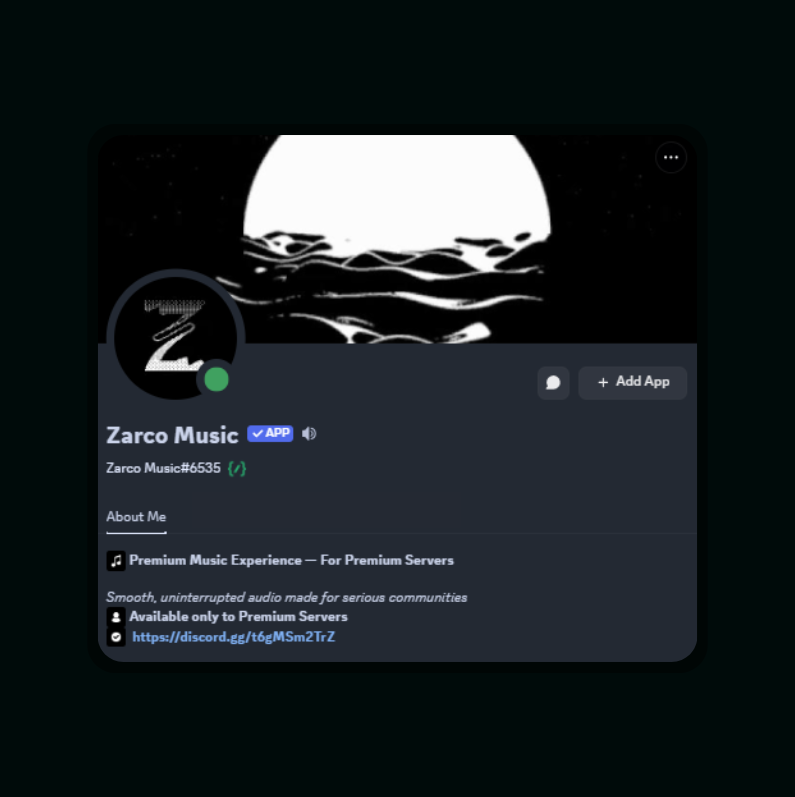 Z
+ Add App
Zarco Music ✓ APP
Zarco Music#6535 {/}
About Me
Premium Music Experience — For Premium Servers
Smooth, uninterrupted audio made for serious communities
Available only to Premium Servers
https://discord.gg/t6gMSm2TrZ